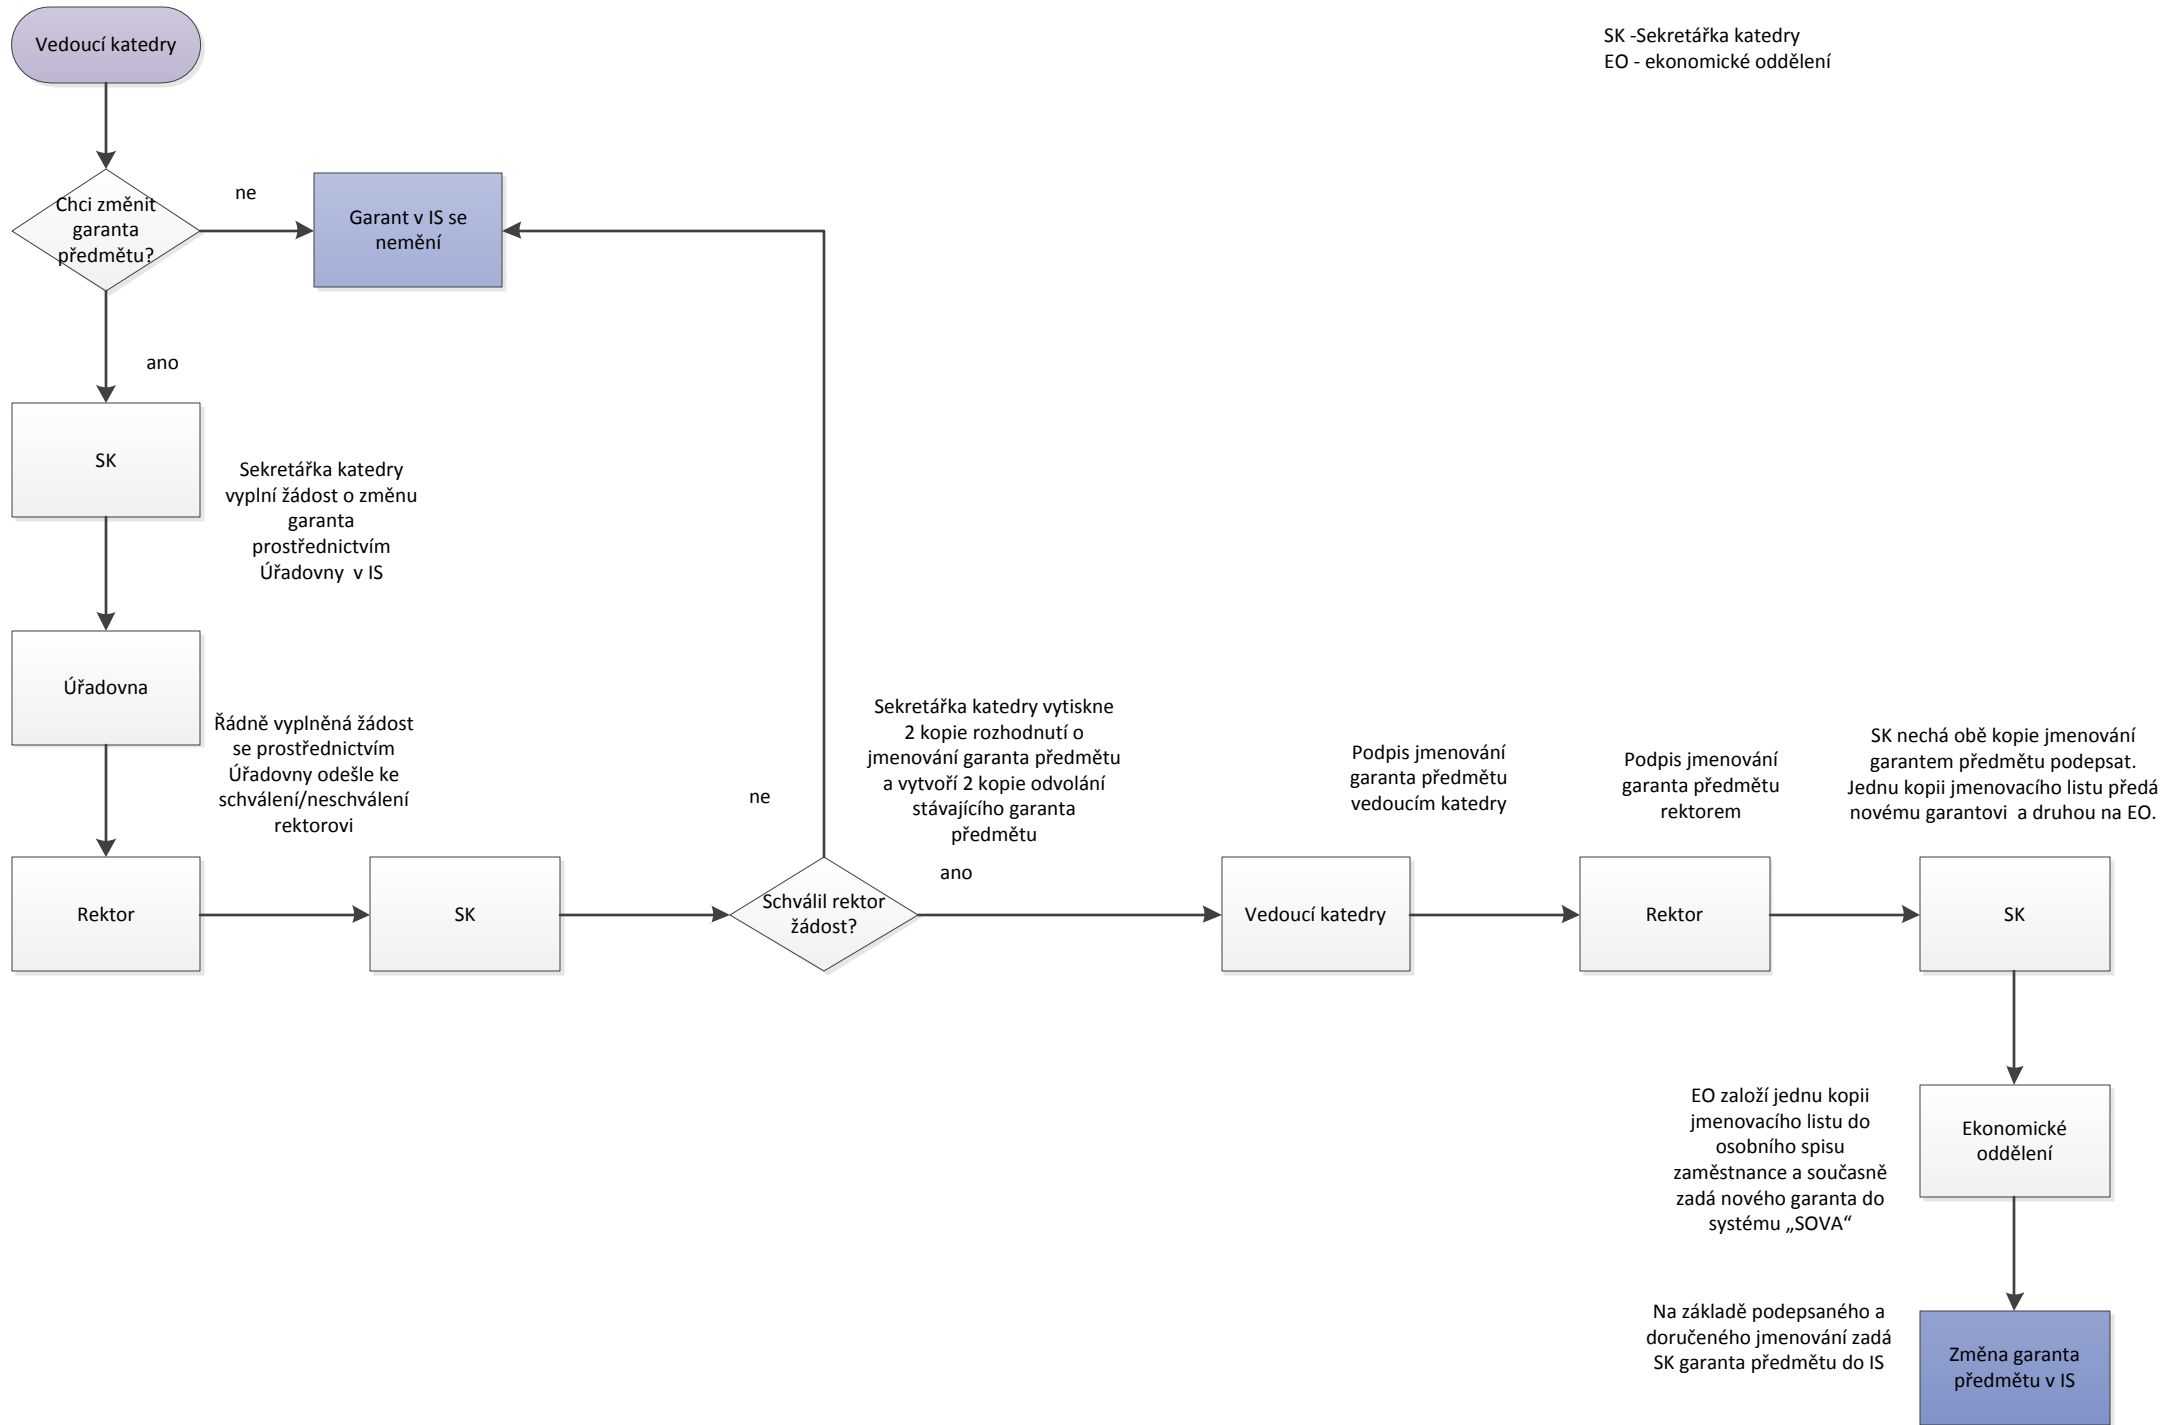 Vedoucí katedry
SK -Sekretářka katedry
EO - ekonomické oddělení
Chci změnit
garanta
předmětu?
ne
Garant v IS se
nemění
ano
SK
Sekretářka katedry
vyplní žádost o změnu
garanta
prostřednictvím
Úřadovny  v IS
Úřadovna
Řádně vyplněná žádost
se prostřednictvím
Úřadovny odešle ke
schválení/neschválení
rektorovi
Rektor
SK
Schválil rektor
žádost?
ne
Sekretářka katedry vytiskne
2 kopie rozhodnutí o
jmenování garanta předmětu
a vytvoří 2 kopie odvolání
stávajícího garanta
předmětu
ano
Podpis jmenování
garanta předmětu
vedoucím katedry
Vedoucí katedry
Podpis jmenování
garanta předmětu
rektorem
Rektor
SK nechá obě kopie jmenování
garantem předmětu podepsat.
Jednu kopii jmenovacího listu předá
novému garantovi  a druhou na EO.
SK
EO založí jednu kopii
jmenovacího listu do
osobního spisu
zaměstnance a současně
zadá nového garanta do
systému „SOVA“
Ekonomické
oddělení
Na základě podepsaného a
doručeného jmenování zadá
SK garanta předmětu do IS
Změna garanta
předmětu v IS